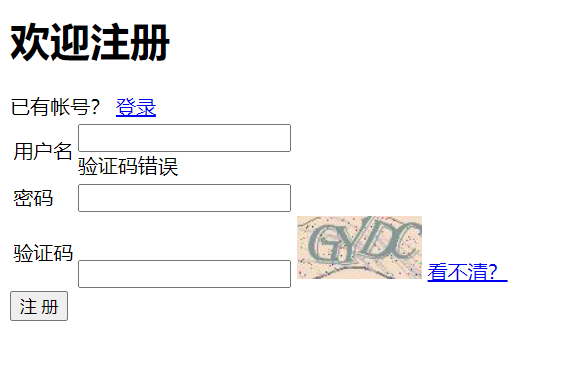 欢迎注册
已有帐号？ 登录
用户名
验证码错误
密码
GYDC
验证码
看不清？
注 册